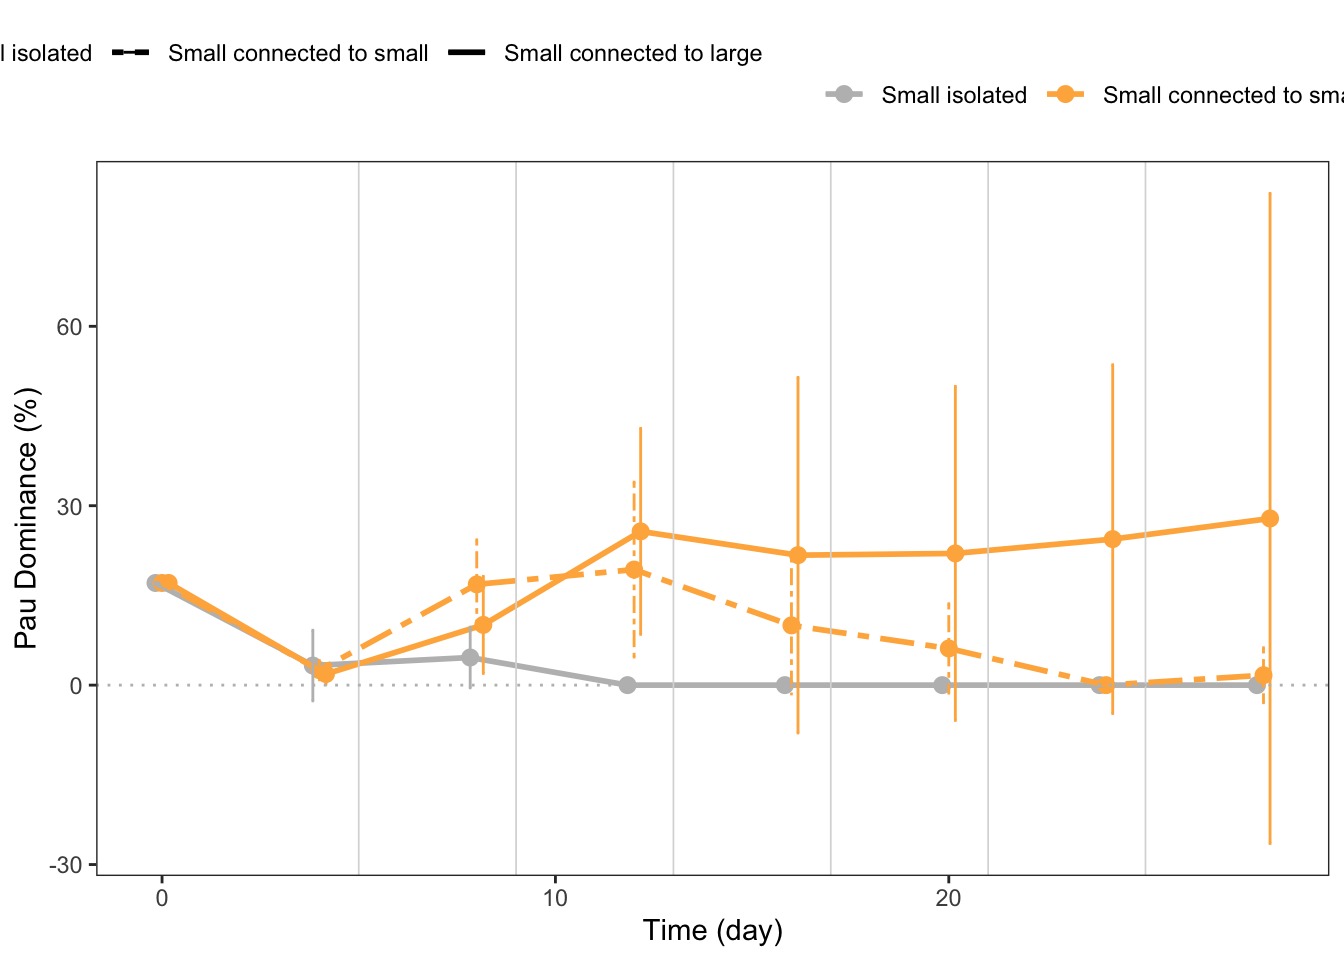 l isolated Small connected to small Small connected to large
Small isolated Small connected to sma
60
30
0
-30
Pau Dominance (%)
0 10 20
Time (day)